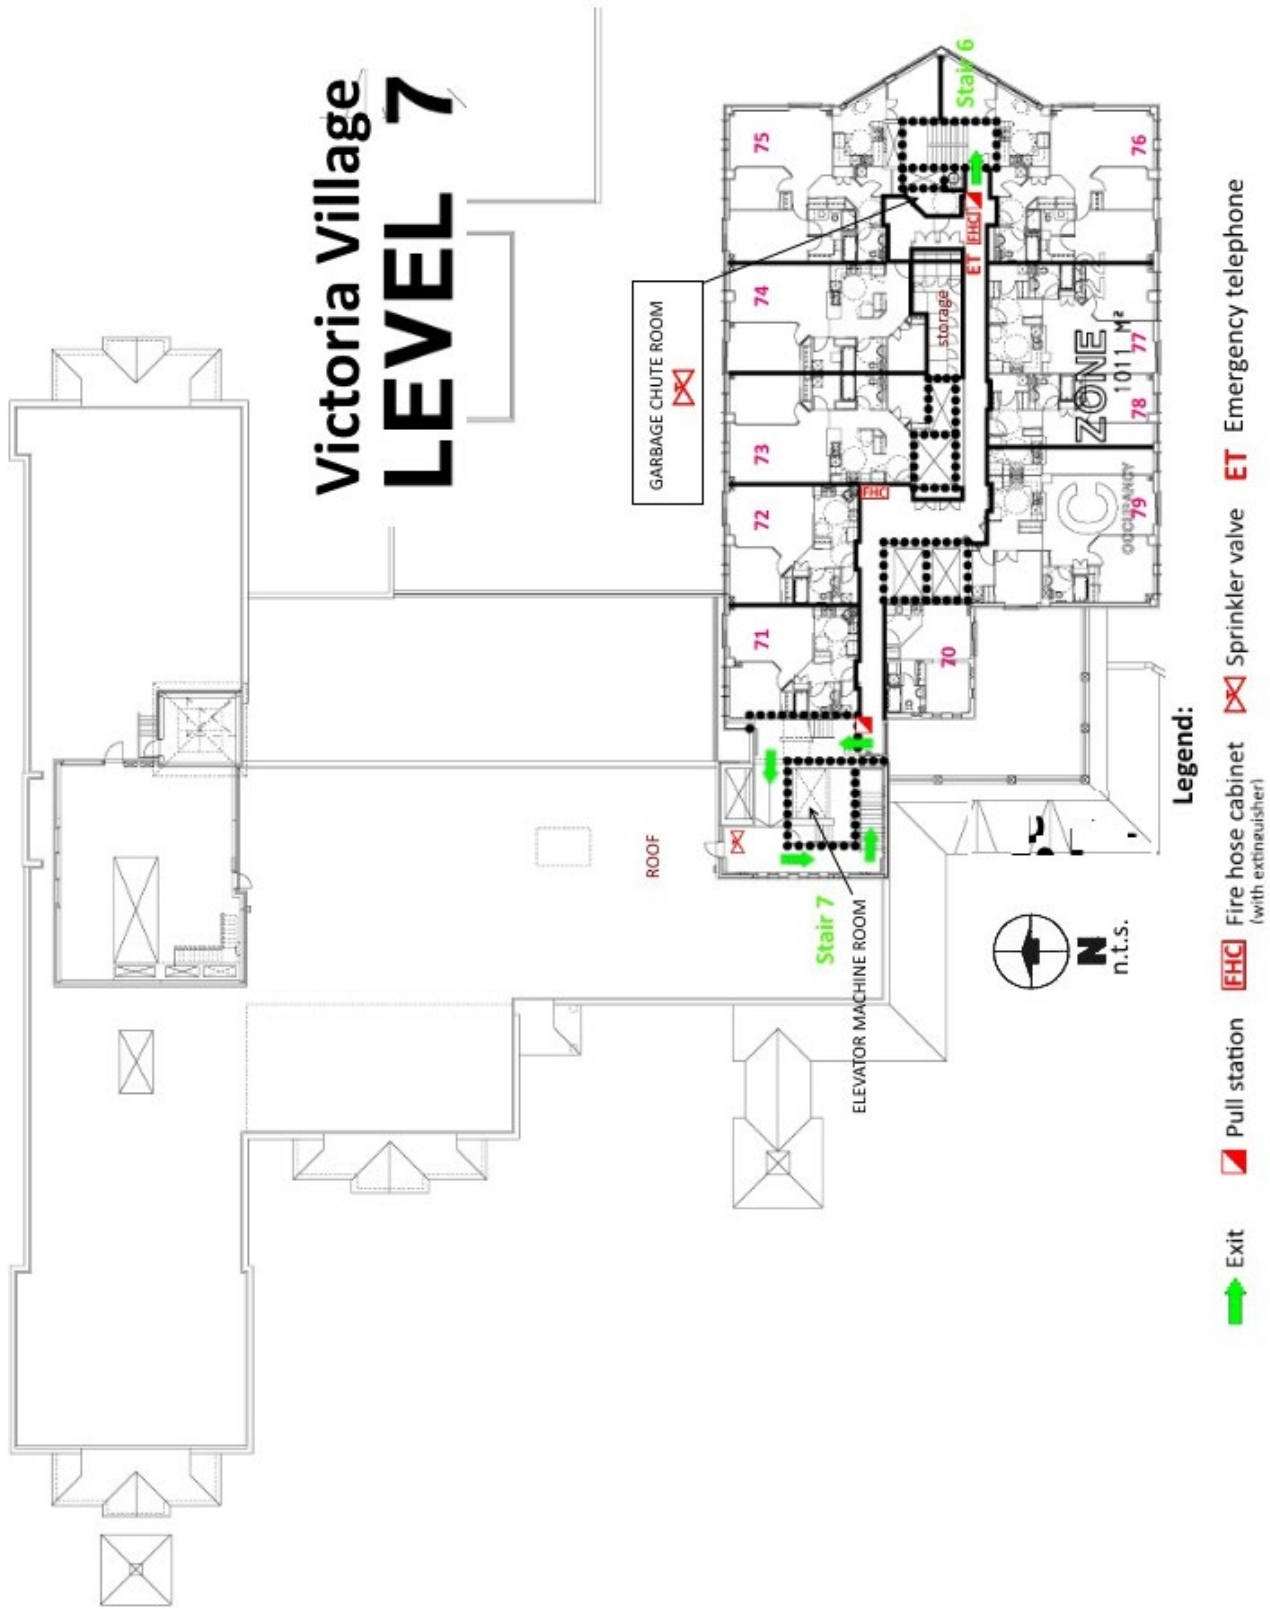 Victoria Village
LEVEL 7
GARBAGE CHUTE ROOM
Stair 6
75
76
74
storage
ET
FHC
77
ZONE 2
1011 M²
78
73
72
FHC
79
C
OCCUPANCY
71
70
ROOF
Stair 7
ELEVATOR MACHINE ROOM
N
n.t.s.
Legend:
Exit
Pull station
FHC Fire hose cabinet
(with extinguisher)
Sprinkler valve
ET Emergency telephone